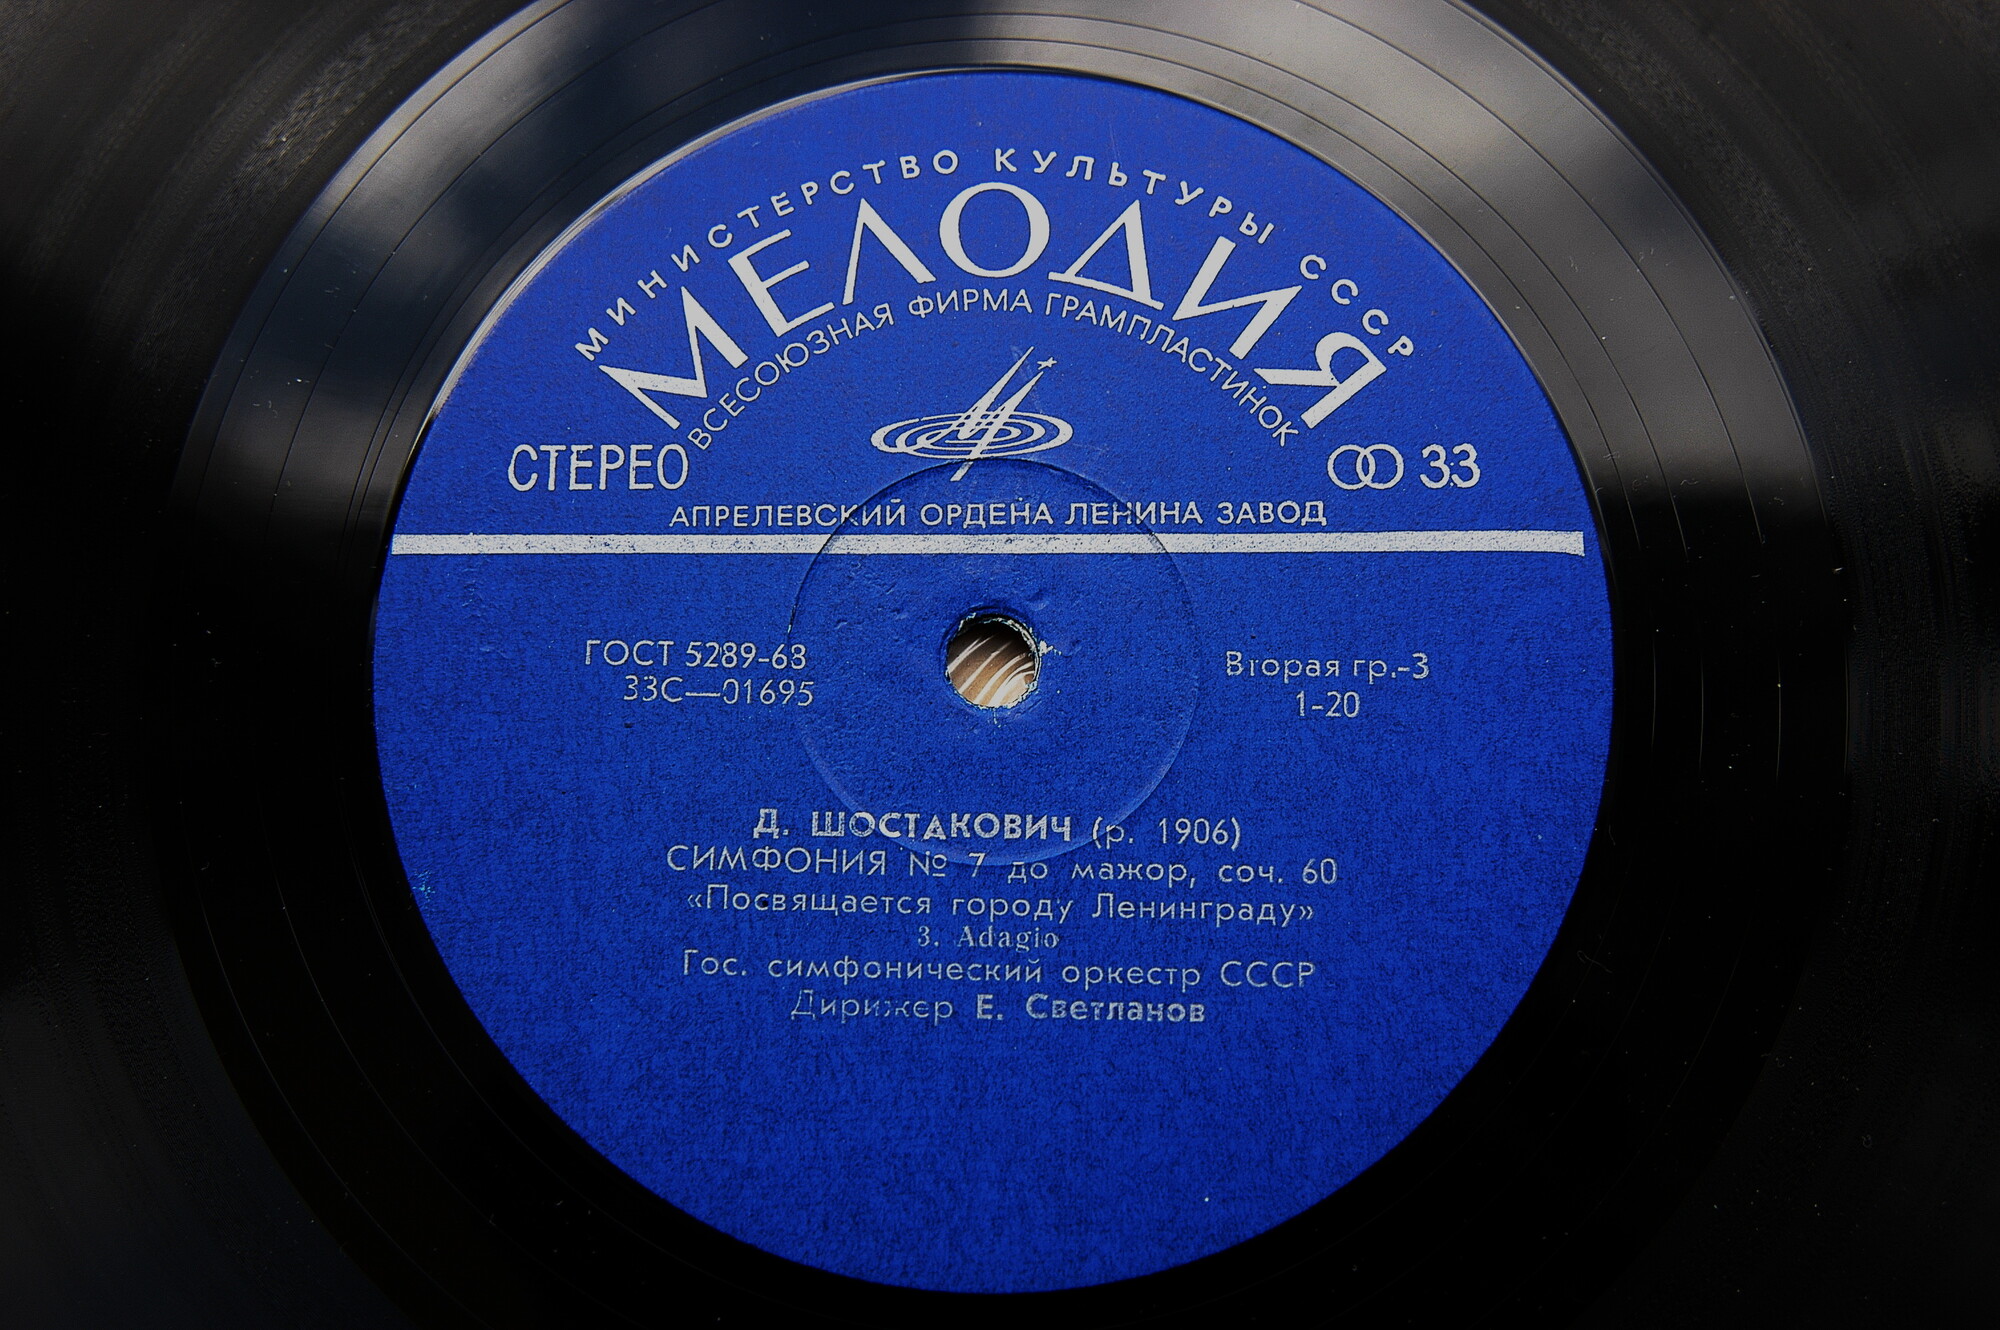 МИНИСТЕРСТВО КУЛЬТУРЫ СССР
МЕЛОДИЯ
ВСЕСОЮЗНАЯ ФИРМА ГРАМПЛАСТИНОК
СТЕРЕО 33
АПРЕЛЕВСКИЙ ОРДЕНА ЛЕНИНА ЗАВОД
ГОСТ 5289-68 Вторая гр.-3
33С—01695 1-20
Д. ШОСТАКОВИЧ (р. 1906)
СИМФОНИЯ № 7 до мажор, соч. 60
«Посвящается городу Ленинграду»
3. Adagio
Гос. симфонический оркестр СССР
Дирижер Е. Светланов